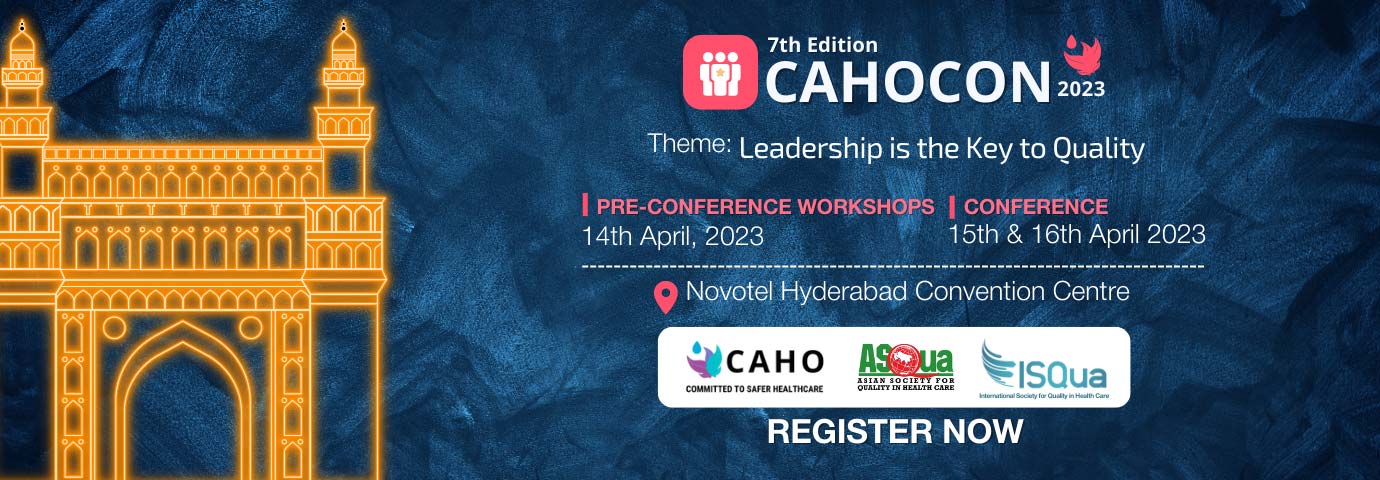 7th Edition
CAHOCON 2023
Theme: Leadership is the Key to Quality
PRE-CONFERENCE WORKSHOPS
14th April, 2023
CONFERENCE
15th & 16th April 2023
Novotel Hyderabad Convention Centre
CAHO
COMMITTED TO SAFER HEALTHCARE
ASQua
ASIAN SOCIETY FOR
QUALITY IN HEALTH CARE
ISQua
International Society for Quality in Health Care
REGISTER NOW